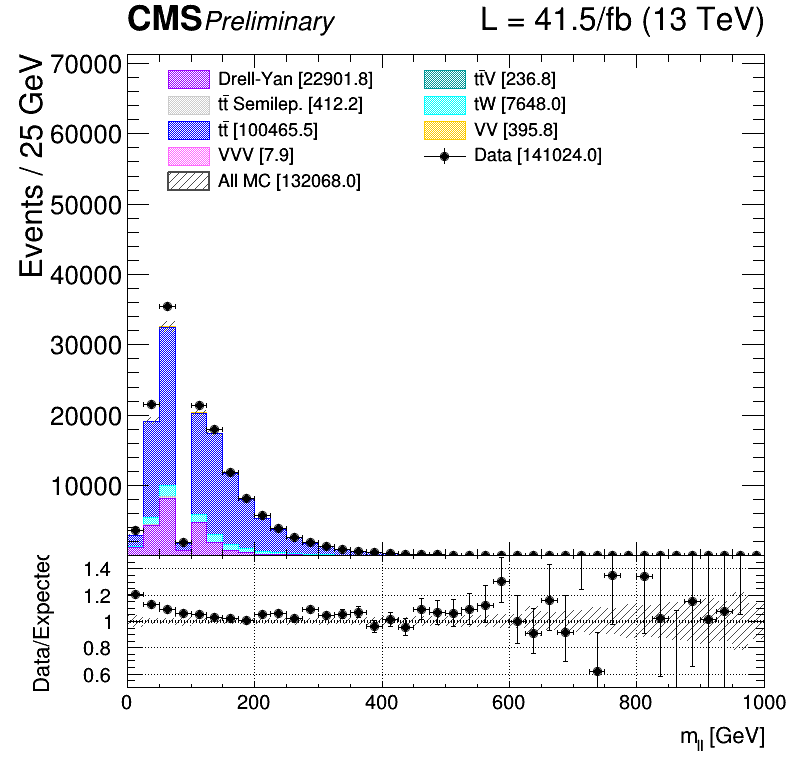 CMS Preliminary L = 41.5/fb (13 TeV)
Events / 25 GeV
70000
60000
50000
40000
30000
20000
10000
Drell-Yan [22901.8]
tt̄ Semilep. [412.2]
tt̄ [100465.5]
VVV [7.9]
All MC [132068.0]
tt̄V [236.8]
tW [7648.0]
VV [395.8]
Data [141024.0]
Data/Expected
1.4
1.2
1
0.8
0.6
0 200 400 600 800 1000
m_ll [GeV]